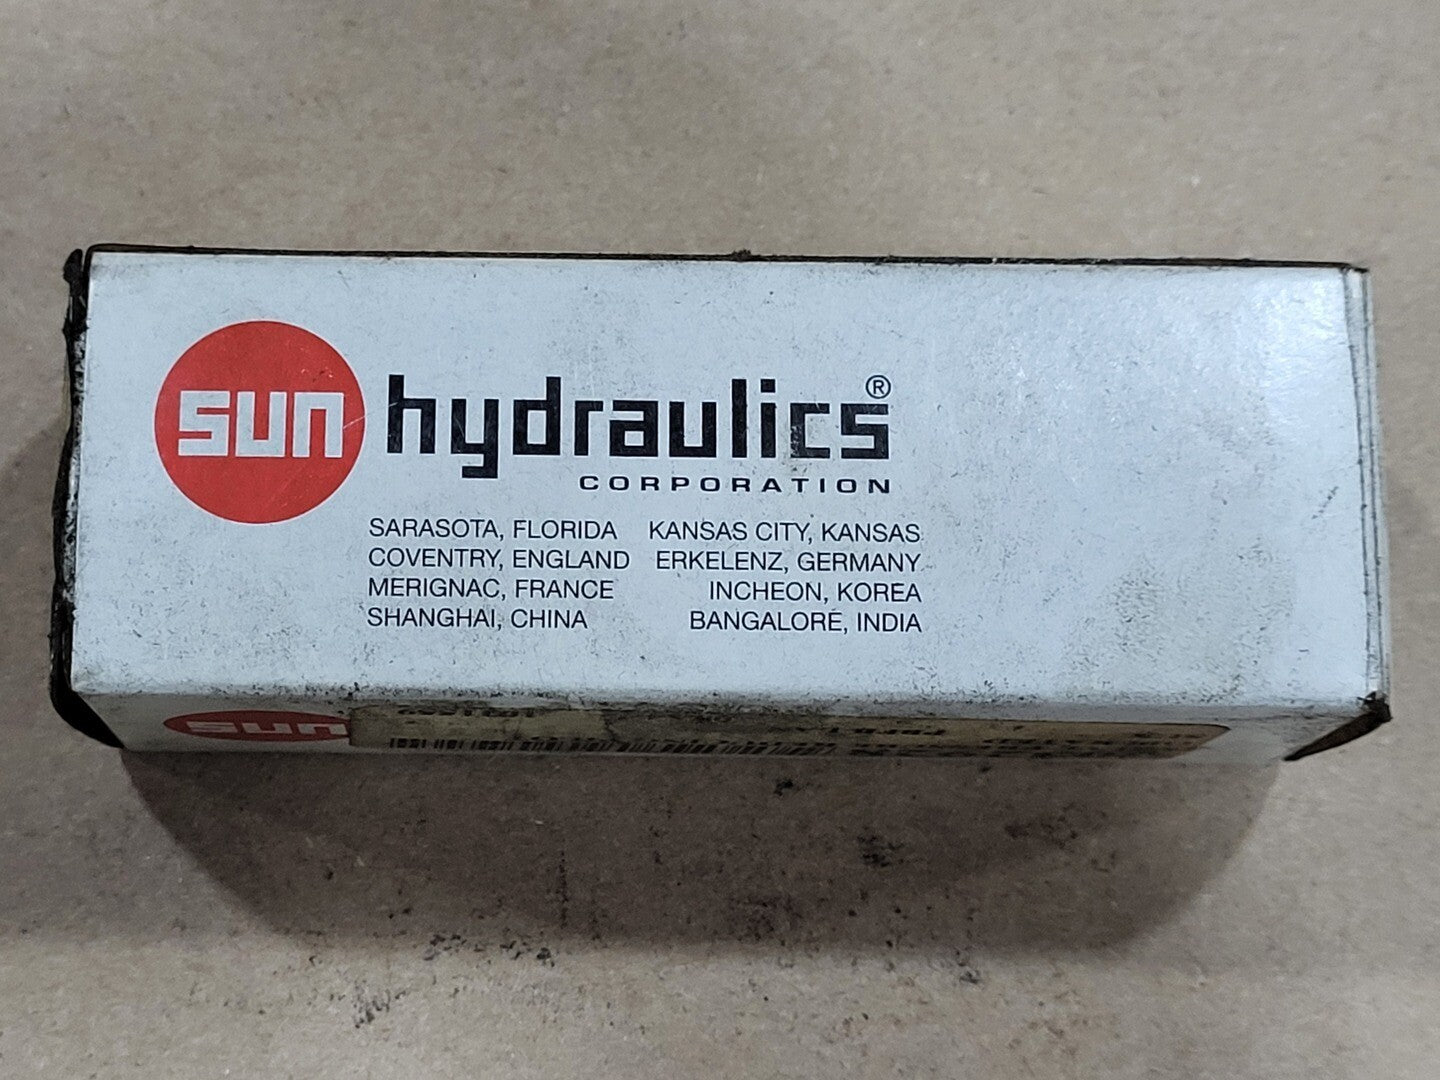 sun hydraulics®
CORPORATION
SARASOTA, FLORIDA KANSAS CITY, KANSAS
COVENTRY, ENGLAND ERKELENZ, GERMANY
MERIGNAC, FRANCE INCHEON, KOREA
SHANGHAI, CHINA BANGALORE, INDIA
sun